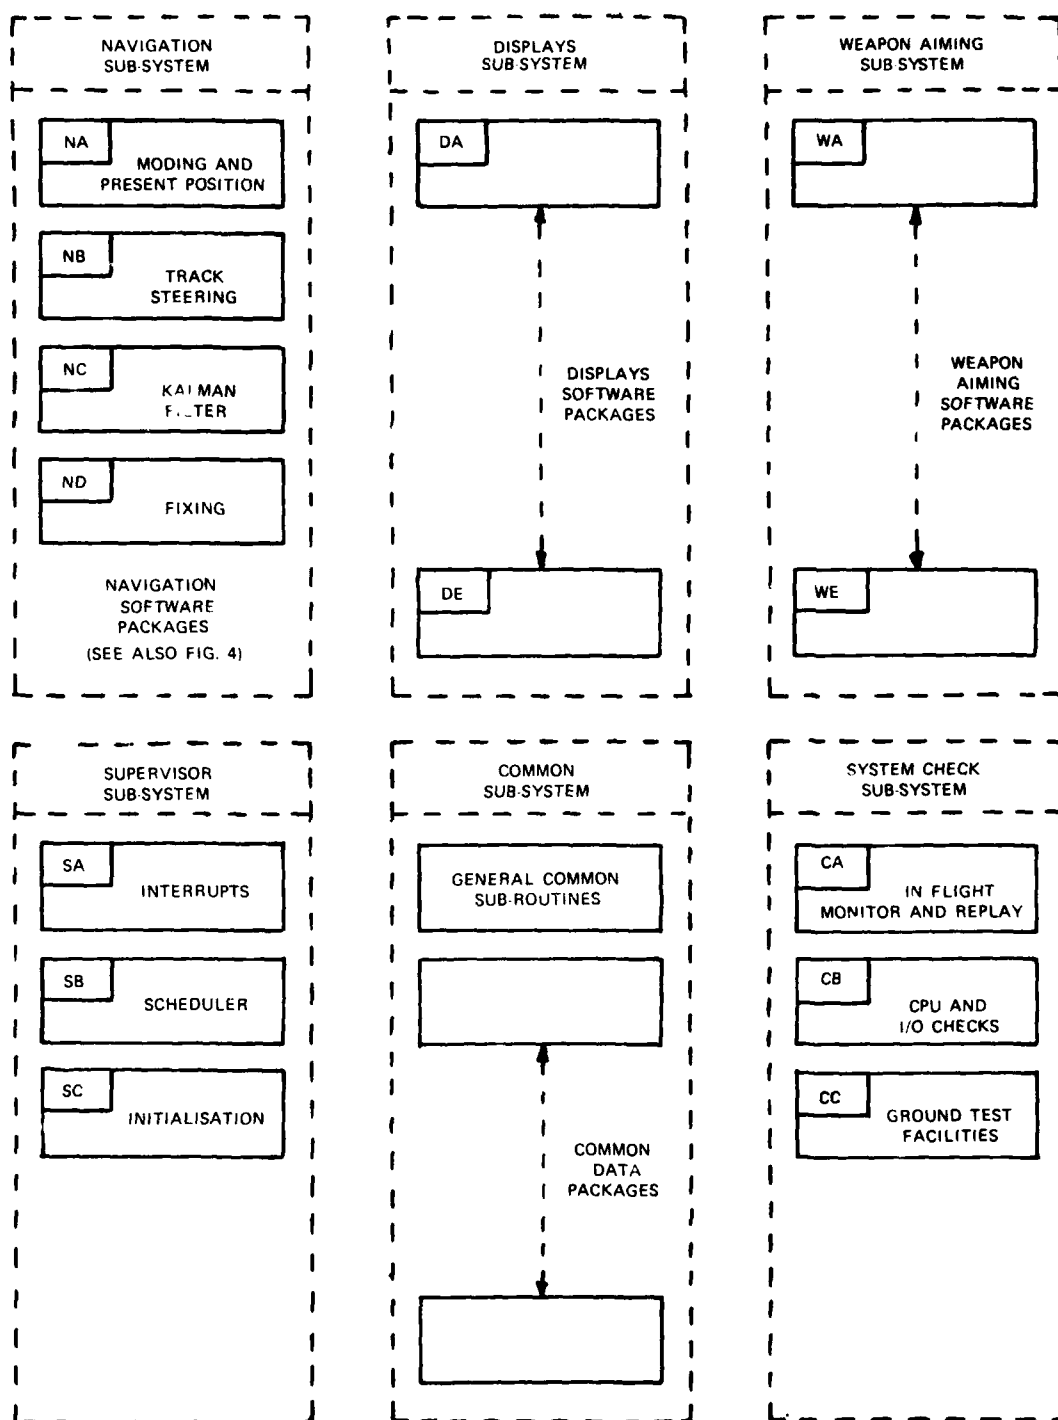 NAVIGATION
SUB-SYSTEM
NA
MODING AND
PRESENT POSITION
NB
TRACK
STEERING
NC
KALMAN
ND
FIXING
NAVIGATION
SOFTWARE
PACKAGES
(SEE ALSO FIG. 4)
DISPLAYS
SUB-SYSTEM
DA
DISPLAYS
SOFTWARE
PACKAGES
DE
WEAPON AIMING
SUB-SYSTEM
WA
WEAPON
AIMING
SOFTWARE
PACKAGES
WE
SUPERVISOR
SUB-SYSTEM
SA
INTERRUPTS
SB
SCHEDULER
SC
INITIALISATION
COMMON
SUB-SYSTEM
GENERAL COMMON
SUB-ROUTINES
COMMON
DATA
PACKAGES
SYSTEM CHECK
SUB-SYSTEM
CA
IN FLIGHT
MONITOR AND REPLAY
CB
CPU AND
I/O CHECKS
CC
GROUND TEST
FACILITIES